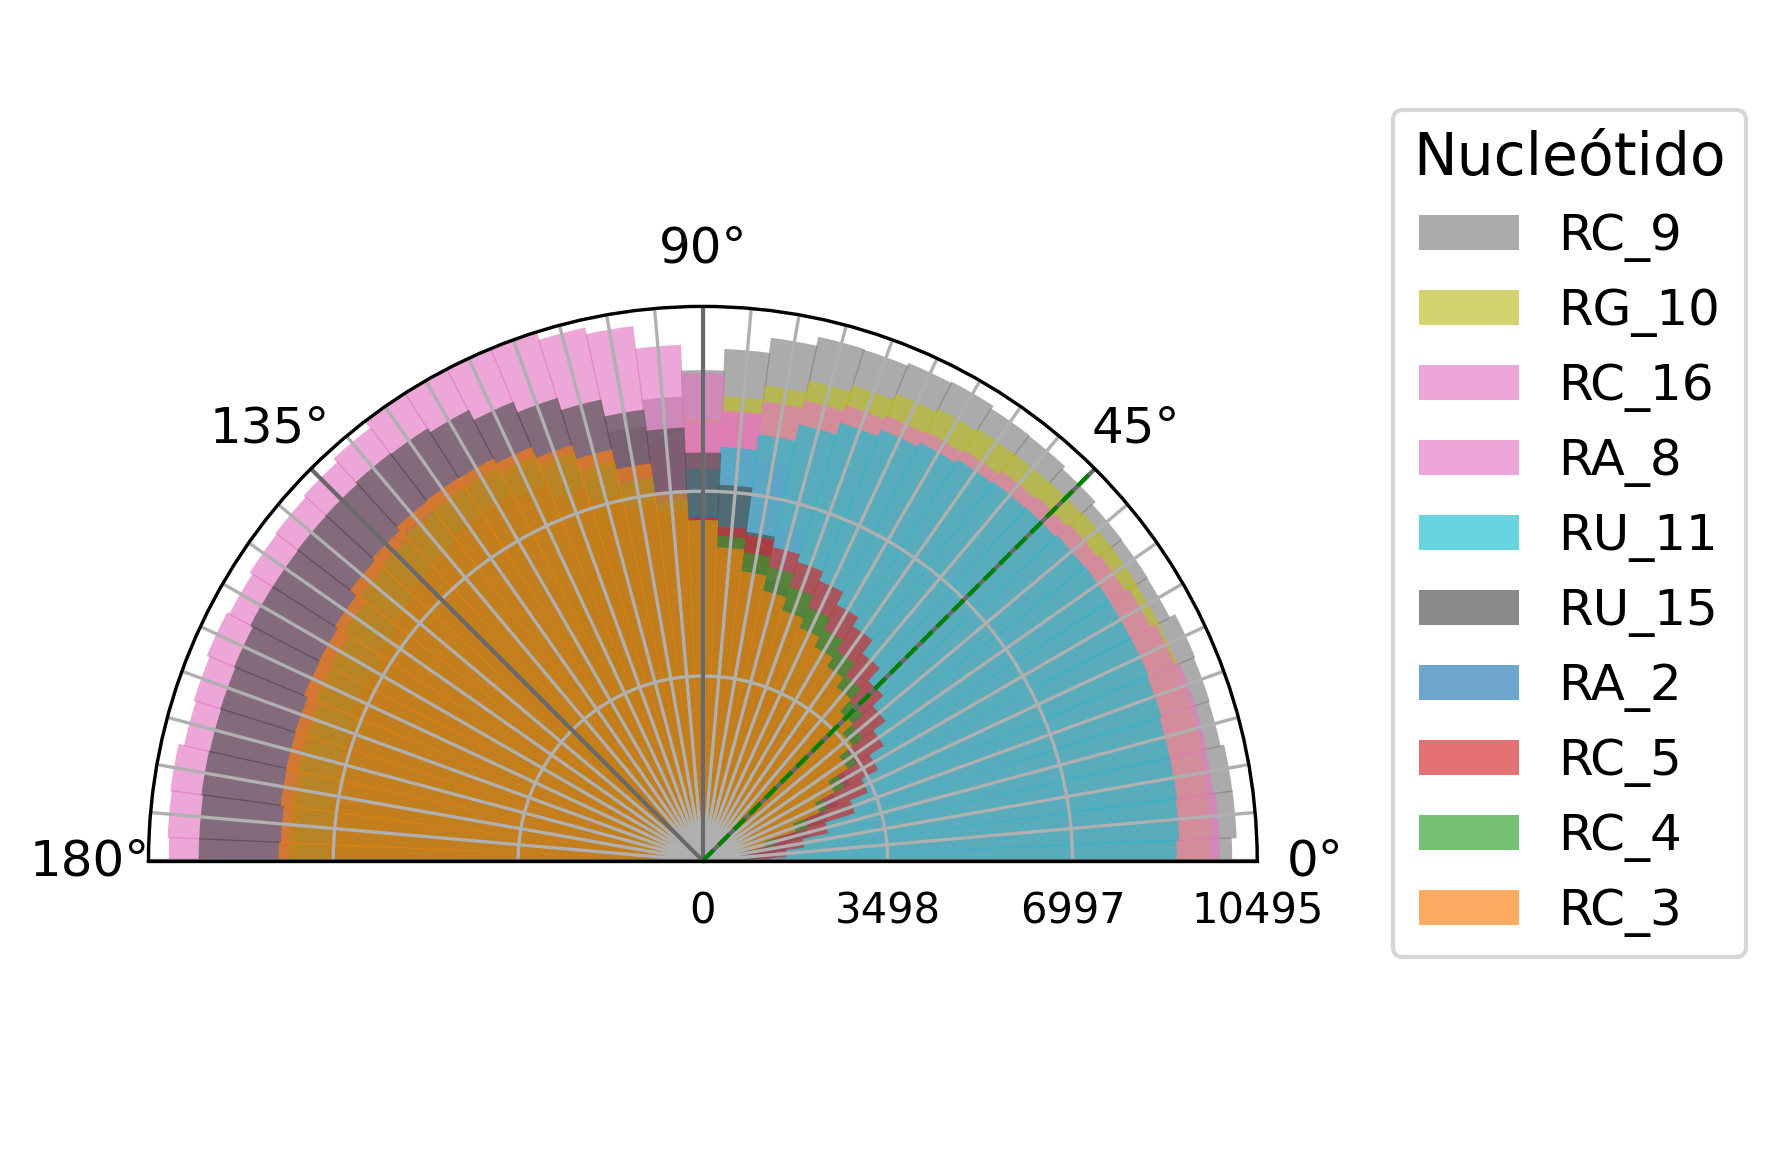 90°
135°
45°
180°
0°
0
3498
6997
10495
Nucleótido
RC_9
RG_10
RC_16
RA_8
RU_11
RU_15
RA_2
RC_5
RC_4
RC_3